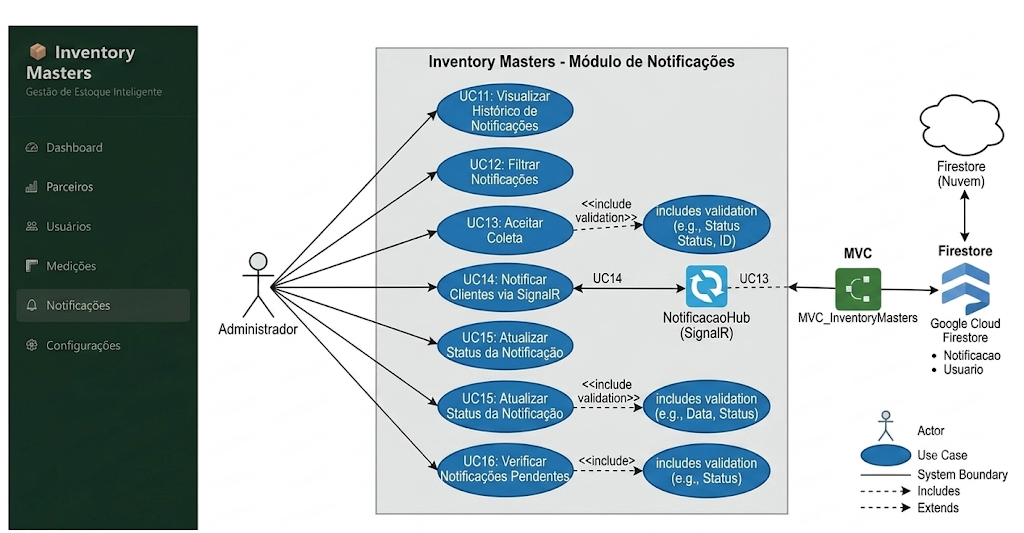 Inventory
Masters
Gestão de Estoque Inteligente
Dashboard
Parceiros
Usuários
Medições
Notificações
Configurações
Inventory Masters - Módulo de Notificações
UC11: Visualizar
Histórico de
Notificações
UC12: Filtrar
Notificações
UC13: Aceitar
Coleta
<<include
validation>>
includes validation
(e.g., Status
Status, ID)
UC14: Notificar
Clientes via SignalR
UC14
NotificacaoHub
(SignalR)
UC13
UC15: Atualizar
Status da Notificação
UC15: Atualizar
Status da Notificação
<<include
validation>>
includes validation
(e.g., Data, Status)
UC16: Verificar
Notificações Pendentes
<<include>
includes validation
(e.g., Status)
Administrador
MVC
MVC_InventoryMasters
Firestore
(Nuvem)
Firestore
Google Cloud
Firestore
• Notificacao
• Usuario
Actor
Use Case
System Boundary
Includes
Extends